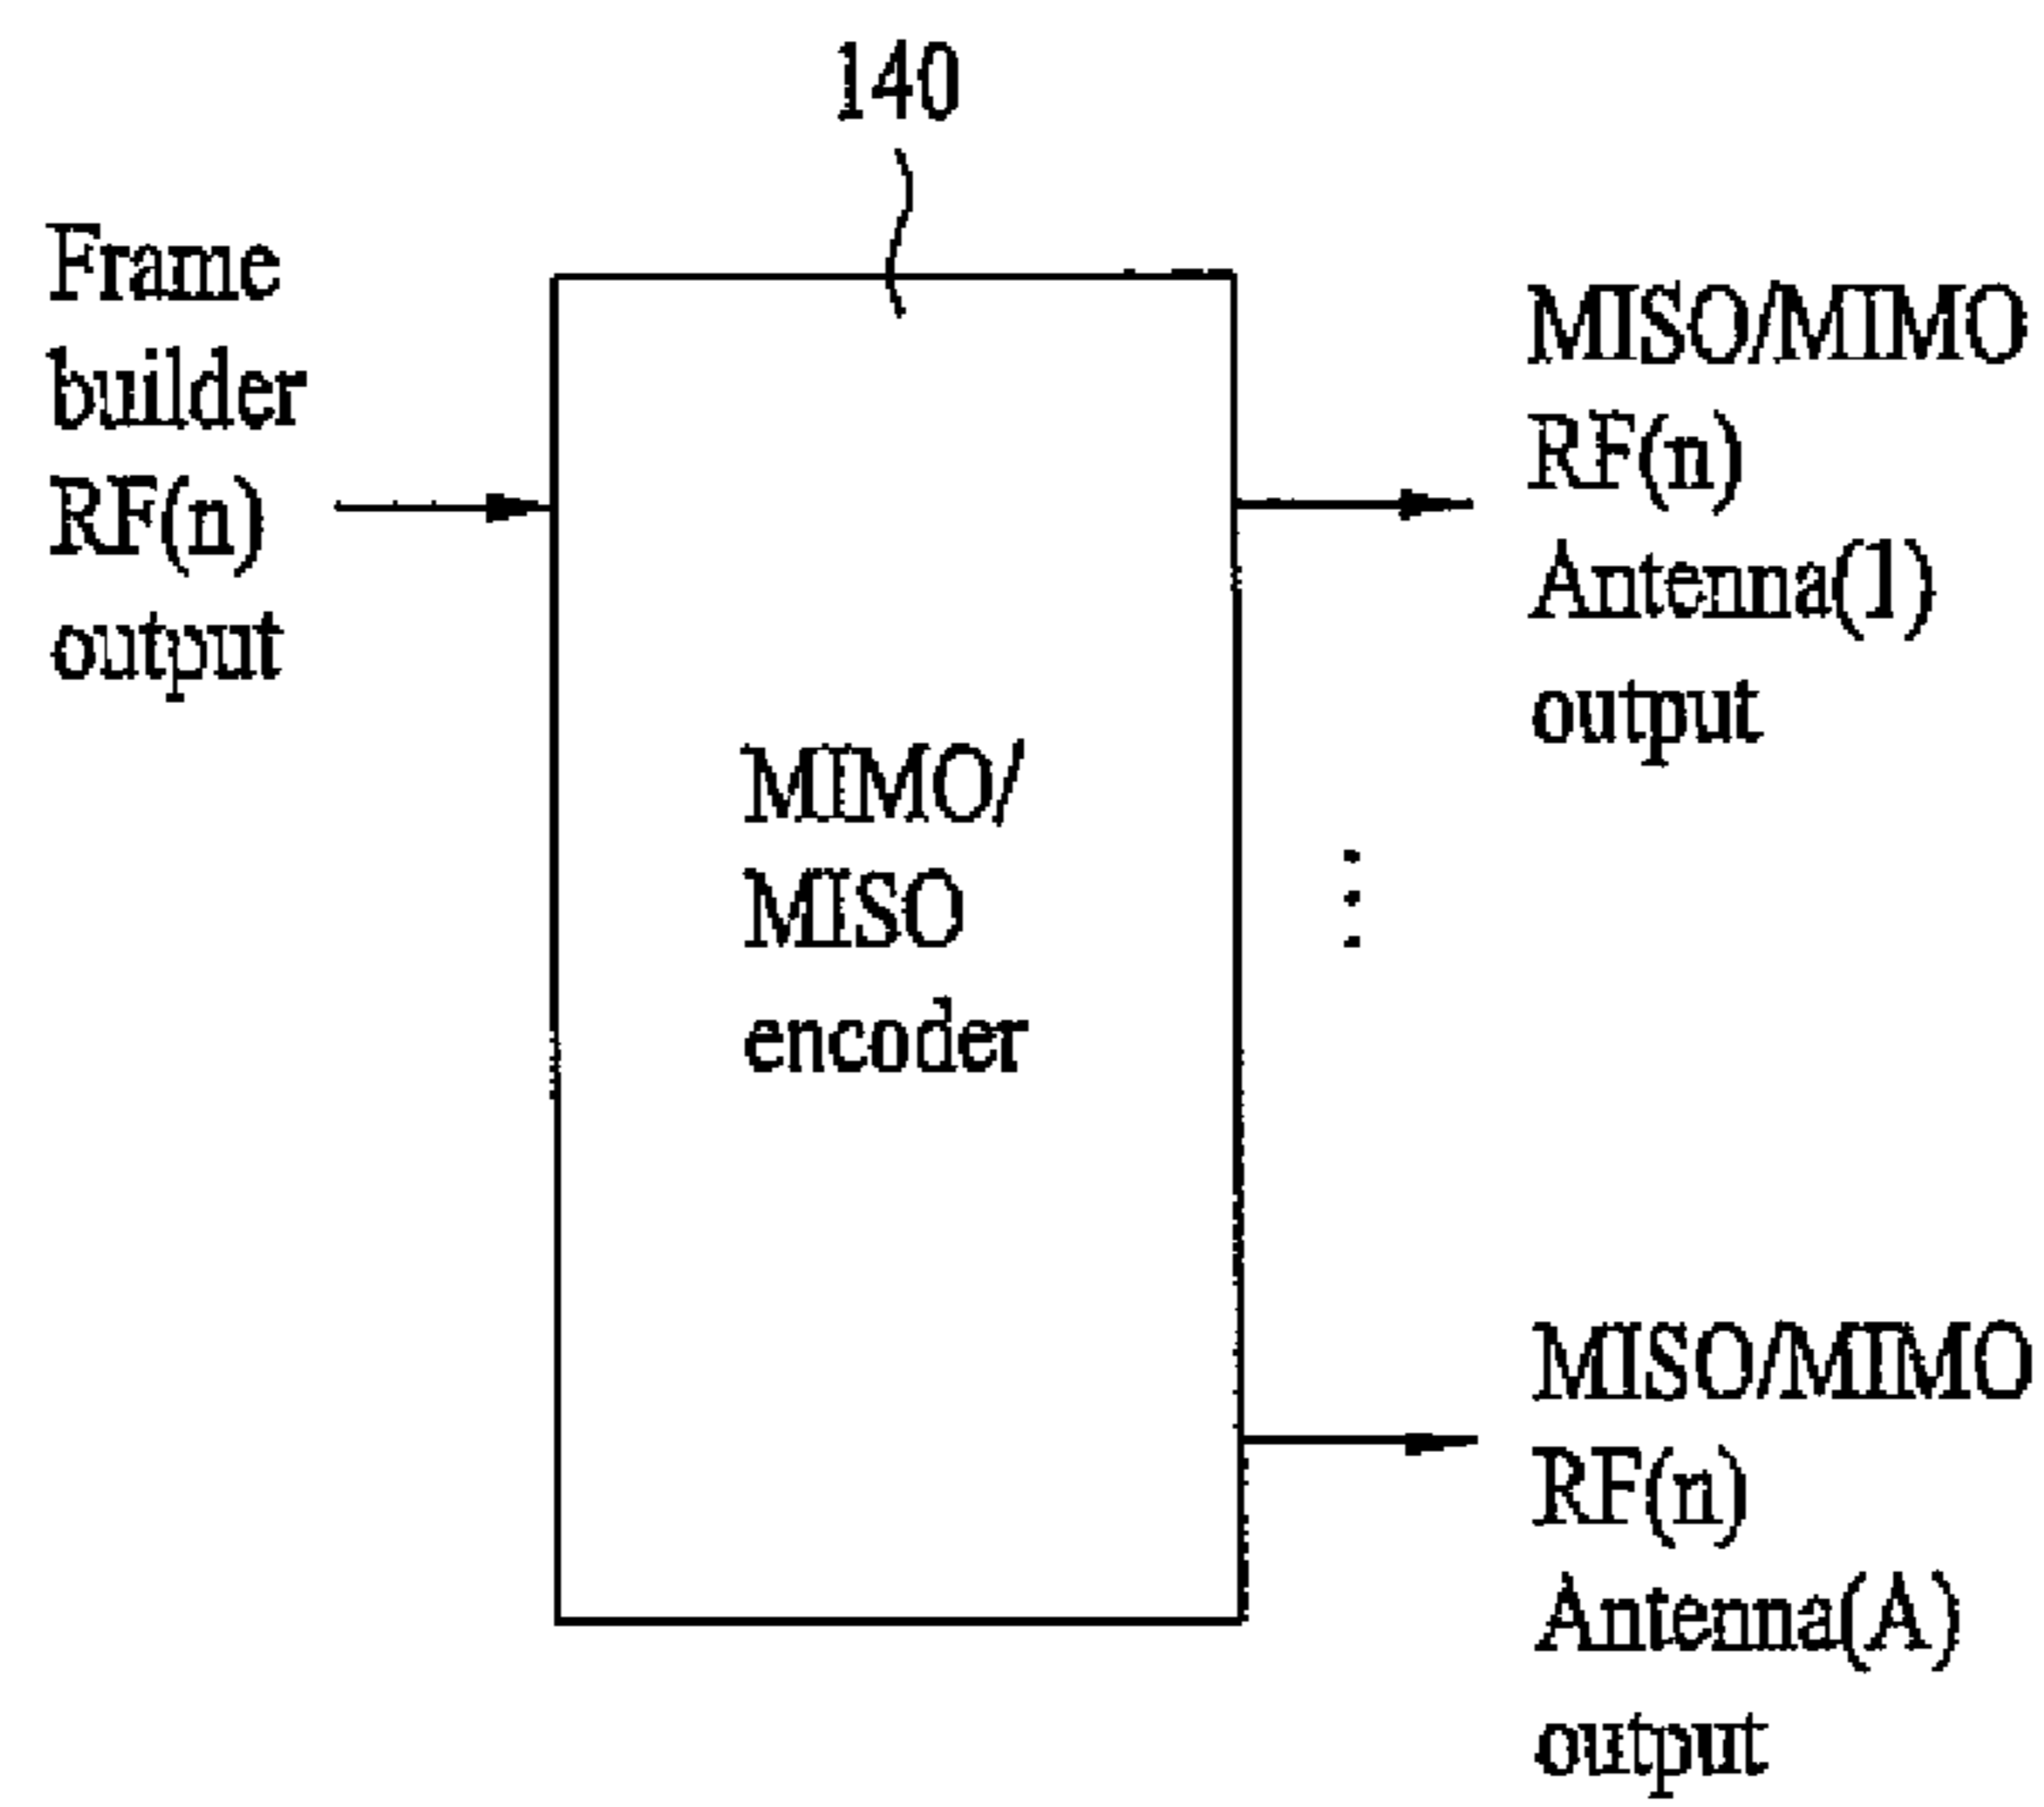 140
Frame
builder
RF(n)
output
MIMO/
MISO
encoder
MISO/MIMO
RF(n)
Antenna(1)
output
MISO/MIMO
RF(n)
Antenna(A)
output